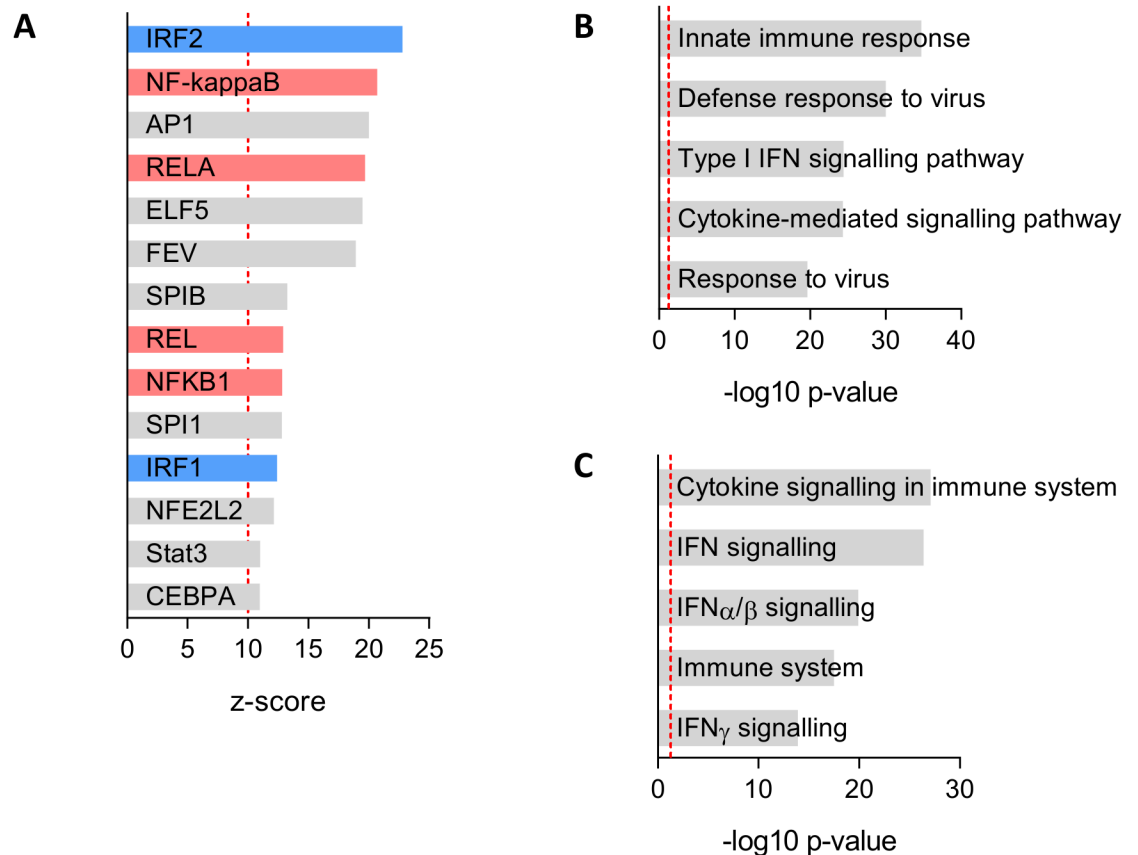 A
IRF2
NF-kappaB
AP1
RELA
ELF5
FEV
SPIB
REL
NFKB1
SPI1
IRF1
NFE2L2
Stat3
CEBPA
0 5 10 15 20 25
z-score
B
Innate immune response
Defense response to virus
Type I IFN signalling pathway
Cytokine-mediated signalling pathway
Response to virus
0 10 20 30 40
-log10 p-value
C
Cytokine signalling in immune system
IFN signalling
IFNα/β signalling
Immune system
IFNγ signalling
0 10 20 30
-log10 p-value